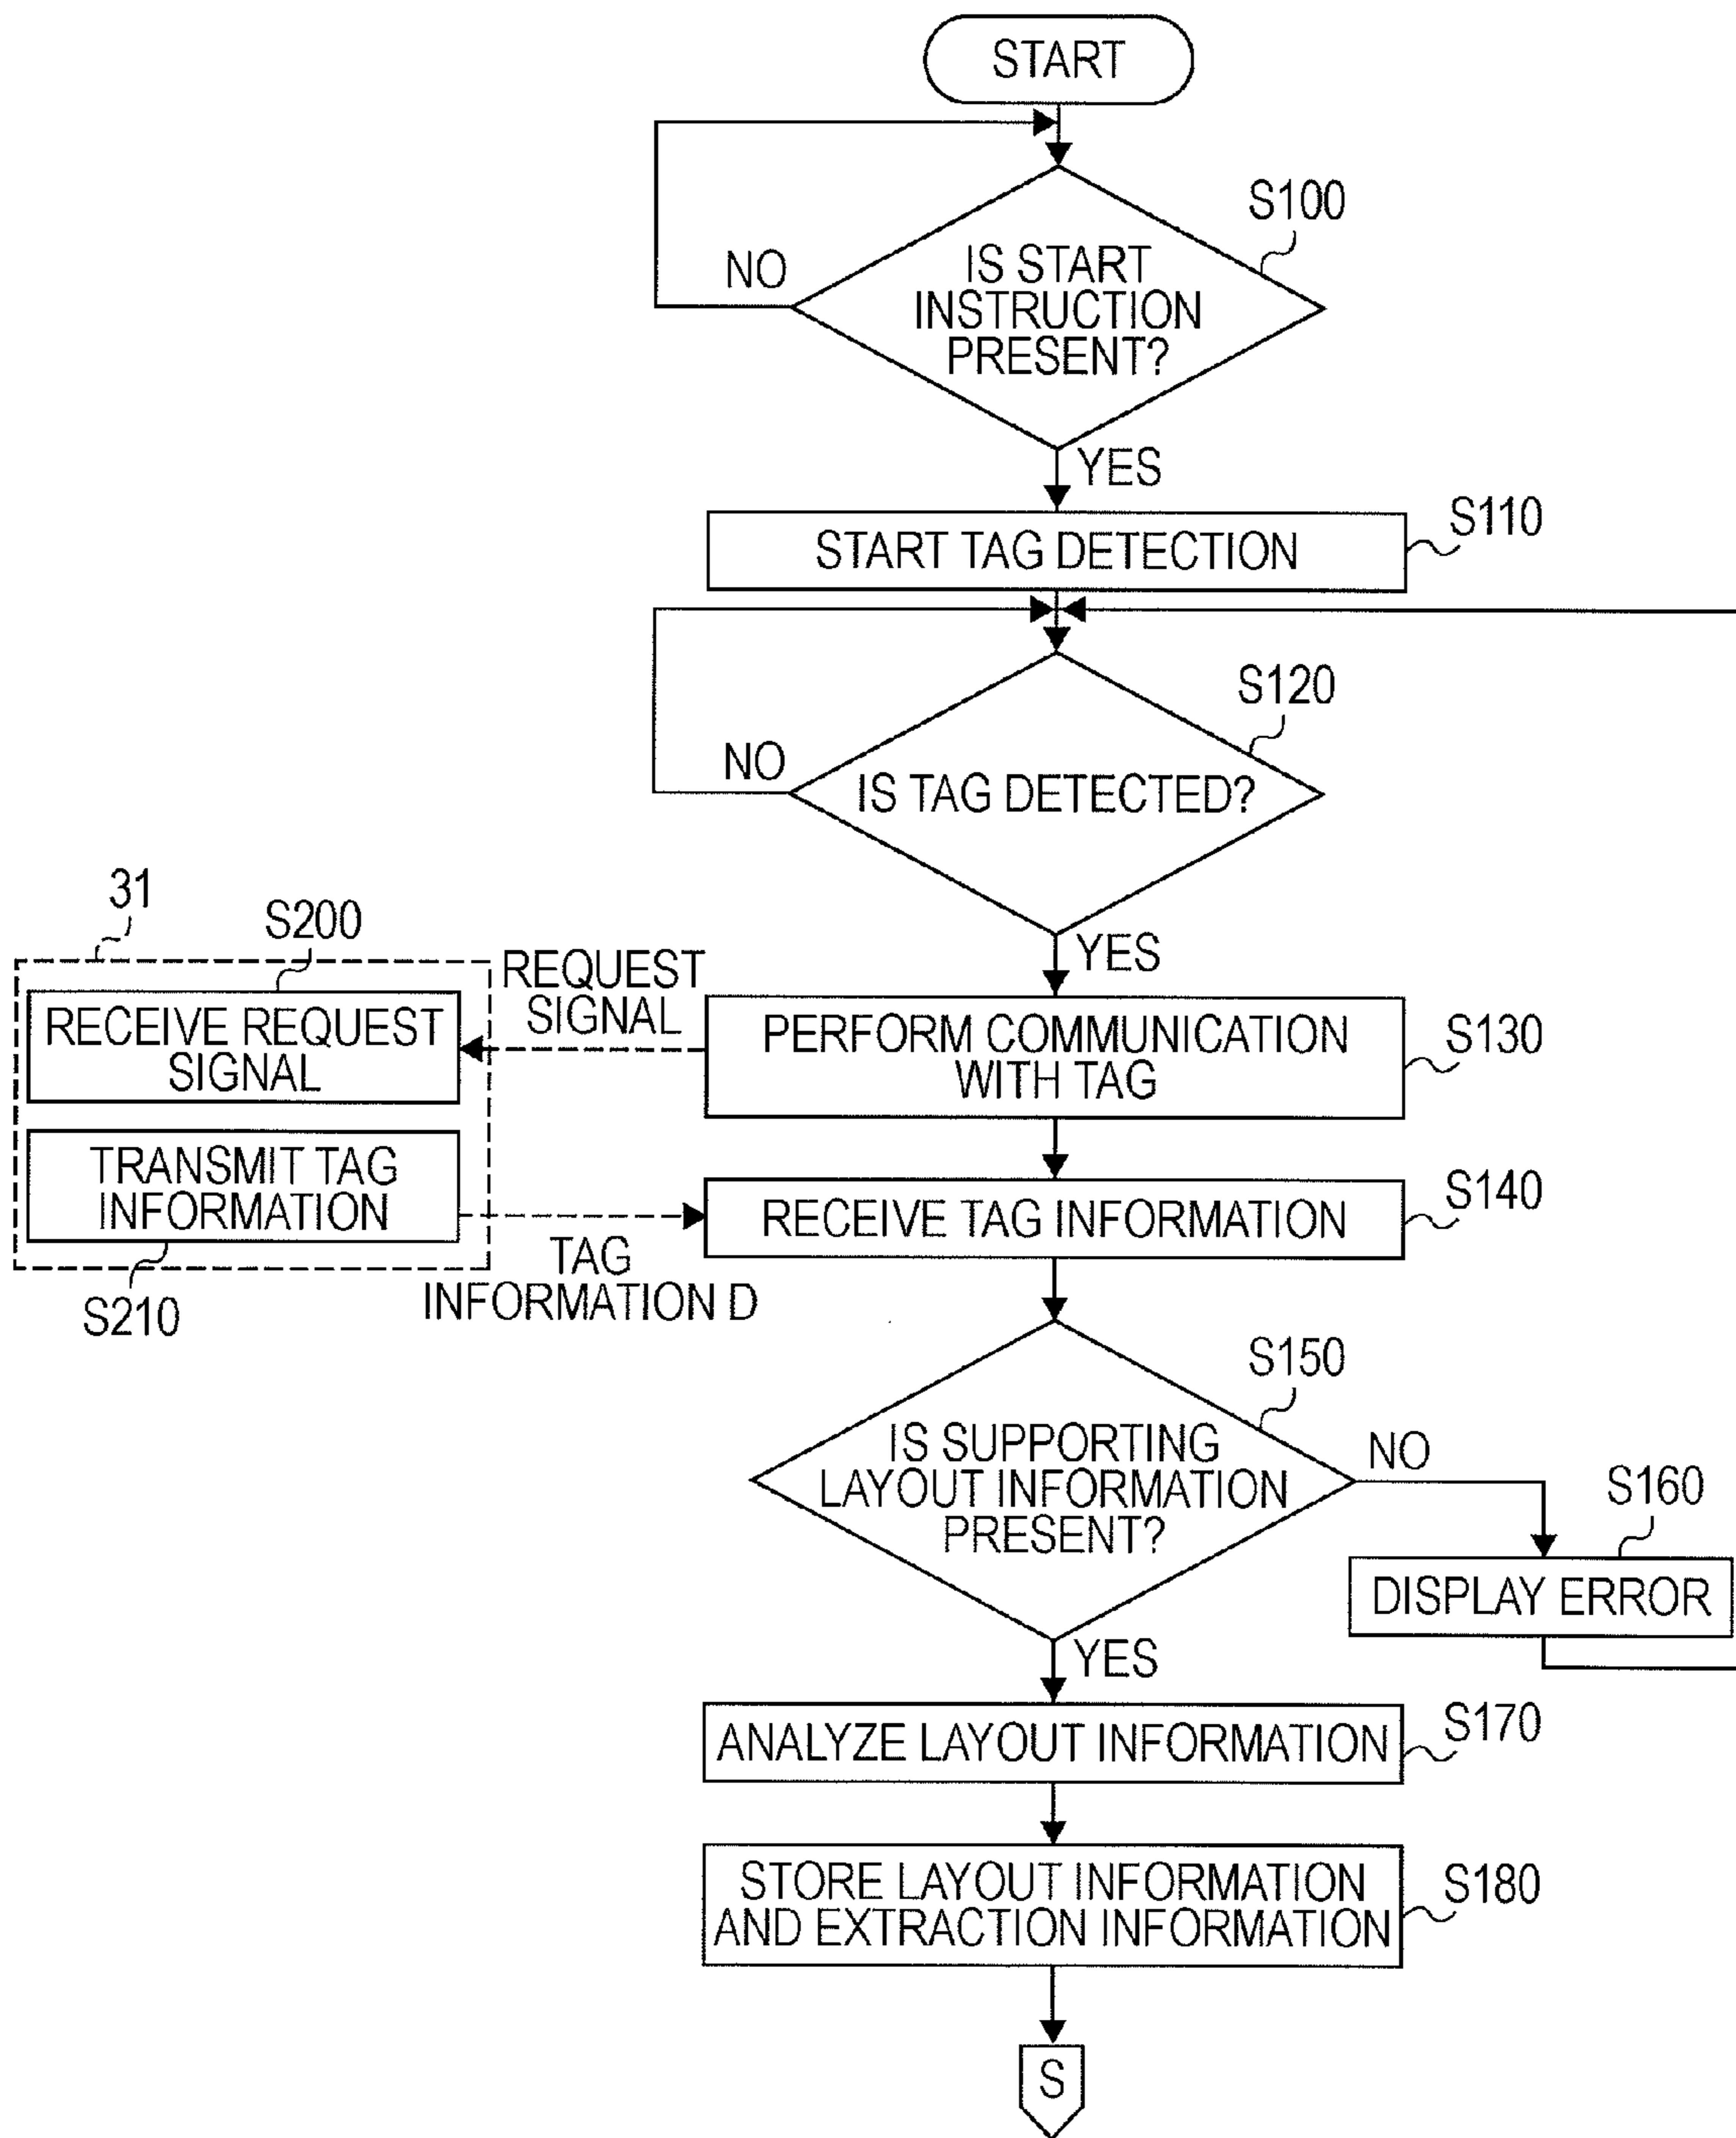 START
S100
NO
IS START
INSTRUCTION
PRESENT?
YES
START TAG DETECTION
S110
S120
NO
IS TAG DETECTED?
YES
31
S200
REQUEST
SIGNAL
RECEIVE REQUEST
SIGNAL
PERFORM COMMUNICATION
WITH TAG
S130
TRANSMIT TAG
INFORMATION
RECEIVE TAG INFORMATION
S140
TAG
INFORMATION D
S210
S150
IS SUPPORTING
LAYOUT INFORMATION
PRESENT?
NO
S160
DISPLAY ERROR
YES
ANALYZE LAYOUT INFORMATION
S170
STORE LAYOUT INFORMATION
AND EXTRACTION INFORMATION
S180
S